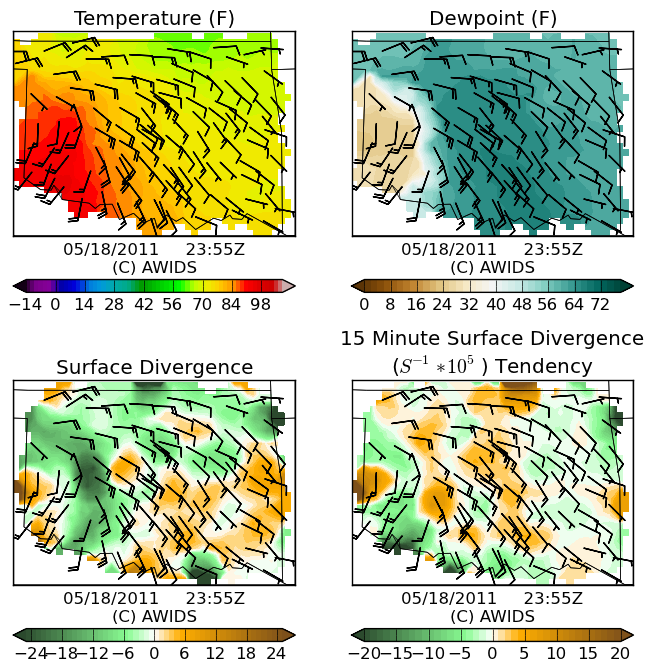 Temperature (F)
05/18/2011 23:55Z
(C) AWIDS
−14 0 14 28 42 56 70 84 98
Dewpoint (F)
05/18/2011 23:55Z
(C) AWIDS
0 8 16 24 32 40 48 56 64 72
Surface Divergence
05/18/2011 23:55Z
(C) AWIDS
−24 −18 −12 −6 0 6 12 18 24
15 Minute Surface Divergence
(S⁻¹ ∗10⁵ ) Tendency
05/18/2011 23:55Z
(C) AWIDS
−20 −15 −10 −5 0 5 10 15 20